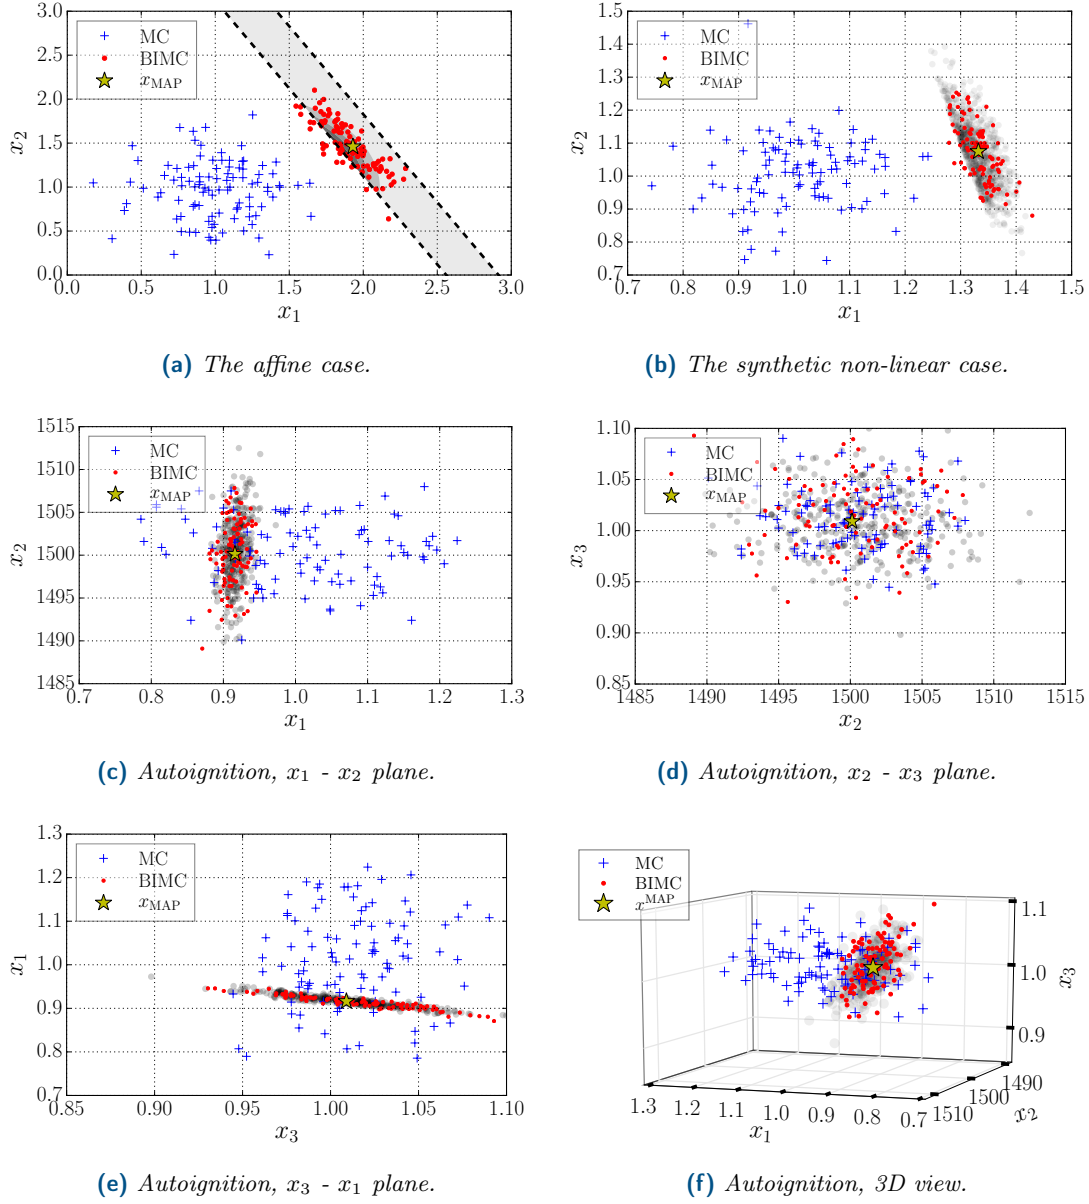 3.0
2.5
2.0
1.5
1.0
0.5
0.0
x₂
MC
BIMC
x_MAP
0.0 0.5 1.0 1.5 2.0 2.5 3.0
x₁
(a) The affine case.
1.5
1.4
1.3
1.2
1.1
1.0
0.9
0.8
0.7
x₂
MC
BIMC
x_MAP
0.7 0.8 0.9 1.0 1.1 1.2 1.3 1.4 1.5
x₁
(b) The synthetic non-linear case.
1515
1510
1505
1500
1495
1490
1485
x₂
MC
BIMC
x_MAP
0.7 0.8 0.9 1.0 1.1 1.2 1.3
x₁
(c) Autoignition, x₁ - x₂ plane.
1.10
1.05
1.00
0.95
0.90
0.85
x₃
MC
BIMC
x_MAP
1485 1490 1495 1500 1505 1510 1515
x₂
(d) Autoignition, x₂ - x₃ plane.
1.3
1.2
1.1
1.0
0.9
0.8
0.7
x₁
MC
BIMC
x_MAP
0.85 0.90 0.95 1.00 1.05 1.10
x₃
(e) Autoignition, x₃ - x₁ plane.
MC
BIMC
x^MAP
1.1
1.0
0.9
x₃
1.3 1.2 1.1 1.0 0.9 0.8 0.7
x₁
1510 1500 1490
x₂
(f) Autoignition, 3D view.